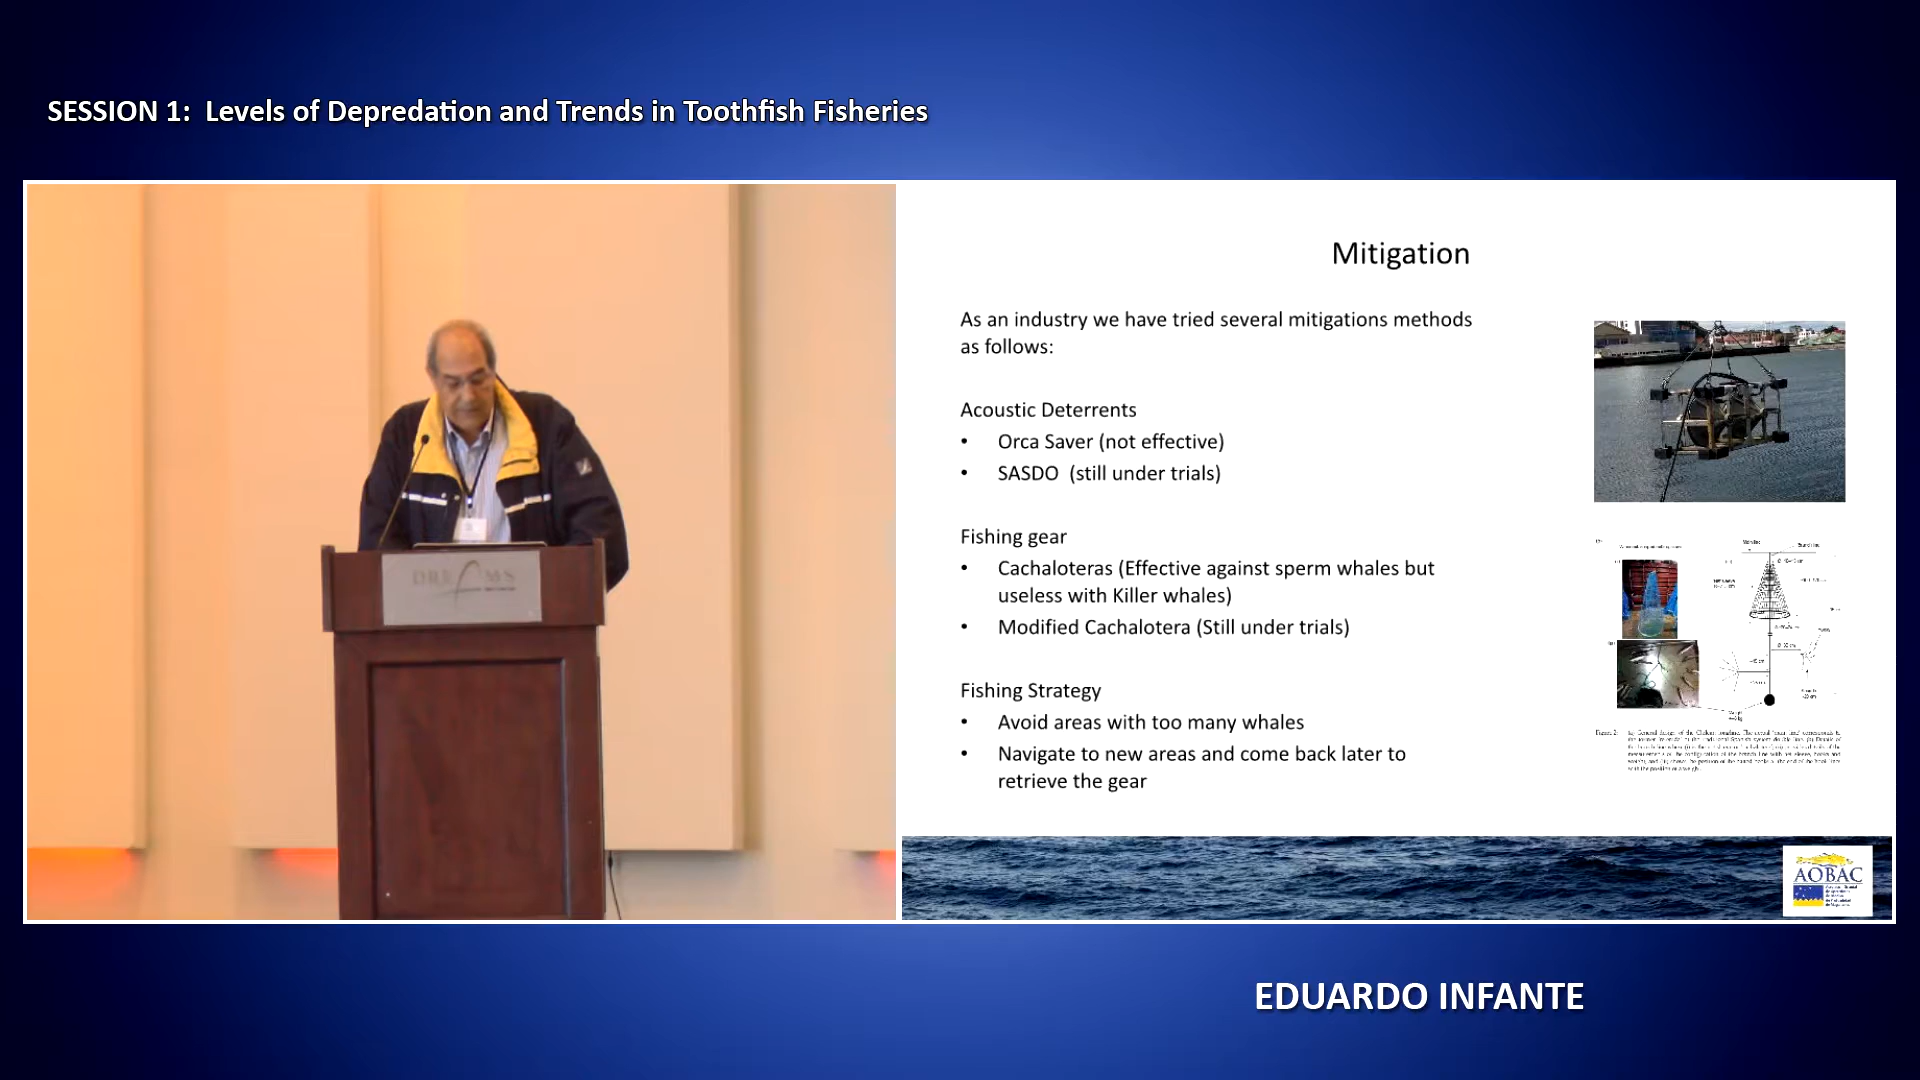 SESSION 1: Levels of Depredation and Trends in Toothfish Fisheries
DREAMS
Mitigation
As an industry we have tried several mitigations methods
as follows:
Acoustic Deterrents
• Orca Saver (not effective)
• SASDO (still under trials)
Fishing gear
• Cachaloteras (Effective against sperm whales but
useless with Killer whales)
• Modified Cachalotera (Still under trials)
Fishing Strategy
• Avoid areas with too many whales
• Navigate to new areas and come back later to
retrieve the gear
Figure 2:
AOBAC
EDUARDO INFANTE